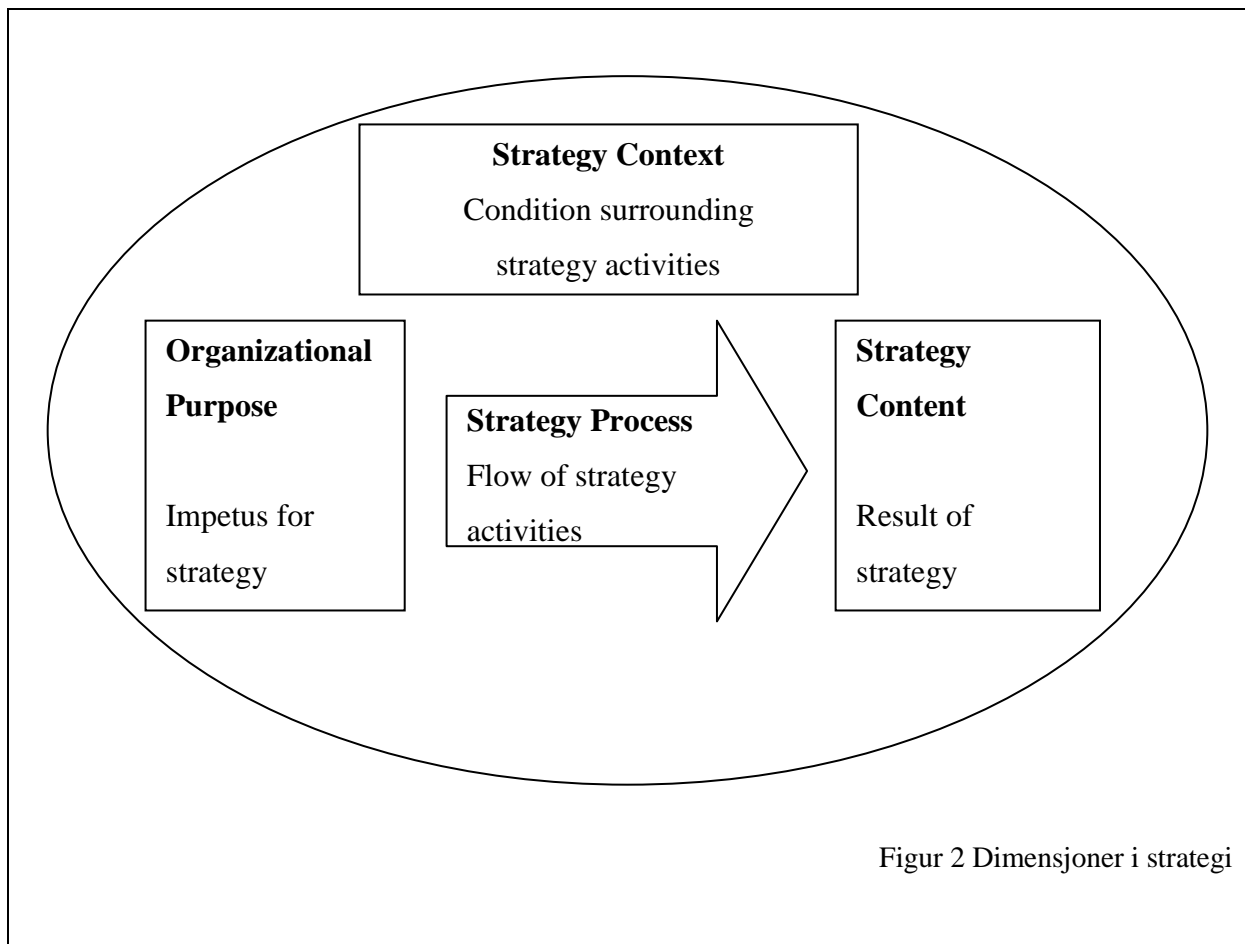 Strategy Context
Condition surrounding
strategy activities
Organizational
Purpose
Impetus for
strategy
Strategy Process
Flow of strategy
activities
Strategy
Content
Result of
strategy
Figur 2 Dimensjoner i strategi